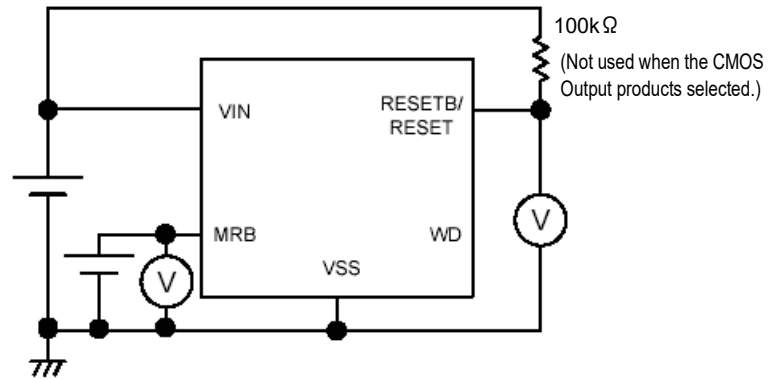 100kΩ
(Not used when the CMOS
Output products selected.)
VIN
RESETB/
RESET
V
MRB
WD
V
VSS